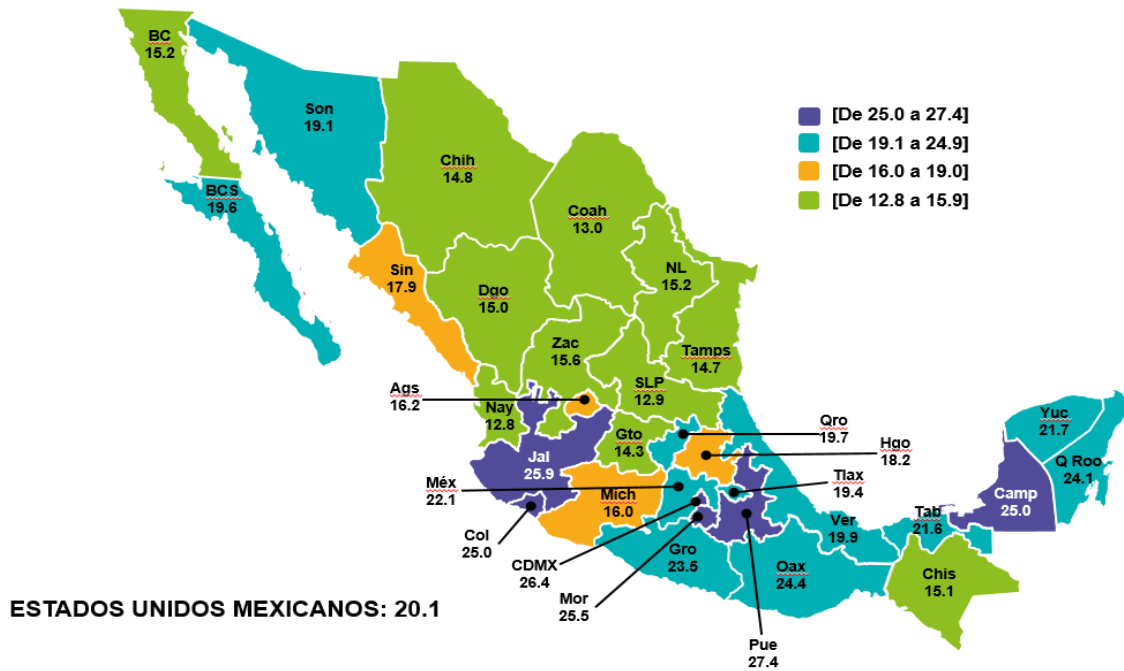 BC
15.2
Son
19.1
[De 25.0 a 27.4]
[De 19.1 a 24.9]
[De 16.0 a 19.0]
[De 12.8 a 15.9]
Chih
14.8
BCS
19.6
Coah
13.0
Sin
17.9
NL
15.2
Dgo
15.0
Zac
15.6
Tamps
14.7
SLP
12.9
Ags
16.2
Nay
12.8
Gto
14.3
Qro
19.7
Yuc
21.7
Hgo
18.2
Jal
25.9
Q Roo
24.1
Tlax
19.4
Méx
22.1
Mich
16.0
Camp
25.0
Ver
19.9
Tab
21.6
Col
25.0
CDMX
26.4
Gro
23.5
Oax
24.4
Chis
15.1
Mor
25.5
ESTADOS UNIDOS MEXICANOS: 20.1
Pue
27.4